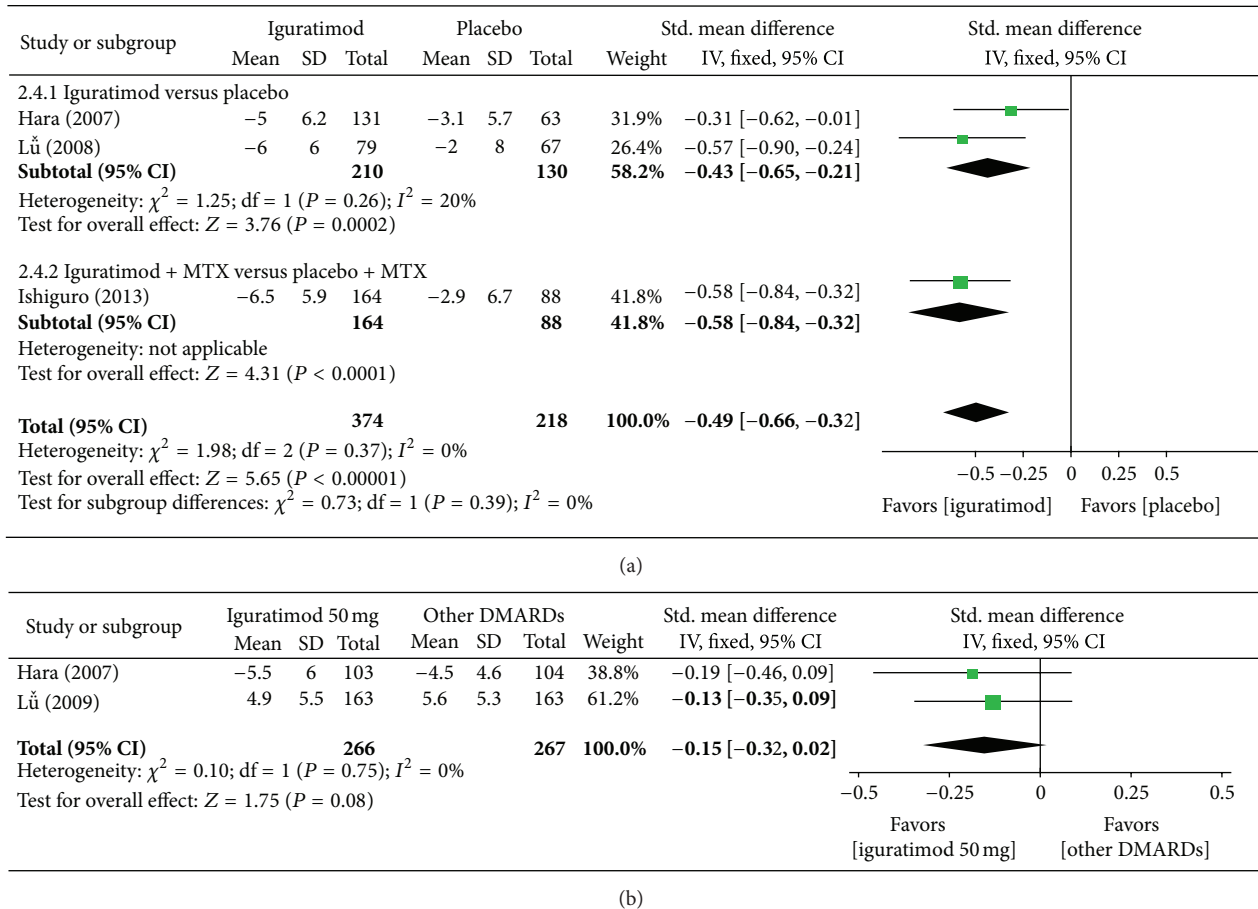 Study or subgroup Iguratimod Placebo Weight Std. mean difference Std. mean difference
Mean SD Total Mean SD Total IV, fixed, 95% CI IV, fixed, 95% CI
2.4.1 Iguratimod versus placebo
Hara (2007) −5 6.2 131 −3.1 5.7 63 31.9% −0.31 [−0.62, −0.01]
Lǚ (2008) −6 6 79 −2 8 67 26.4% −0.57 [−0.90, −0.24]
Subtotal (95% CI) 210 130 58.2% −0.43 [−0.65, −0.21]
Heterogeneity: χ² = 1.25; df = 1 (P = 0.26); I² = 20%
Test for overall effect: Z = 3.76 (P = 0.0002)
2.4.2 Iguratimod + MTX versus placebo + MTX
Ishiguro (2013) −6.5 5.9 164 −2.9 6.7 88 41.8% −0.58 [−0.84, −0.32]
Subtotal (95% CI) 164 88 41.8% −0.58 [−0.84, −0.32]
Heterogeneity: not applicable
Test for overall effect: Z = 4.31 (P < 0.0001)
Total (95% CI) 374 218 100.0% −0.49 [−0.66, −0.32]
Heterogeneity: χ² = 1.98; df = 2 (P = 0.37); I² = 0%
Test for overall effect: Z = 5.65 (P < 0.00001)
Test for subgroup differences: χ² = 0.73; df = 1 (P = 0.39); I² = 0%
−0.5 −0.25 0 0.25 0.5
Favors [iguratimod] Favors [placebo]
(a)
Study or subgroup Iguratimod 50 mg Other DMARDs Weight Std. mean difference Std. mean difference
Mean SD Total Mean SD Total IV, fixed, 95% CI IV, fixed, 95% CI
Hara (2007) −5.5 6 103 −4.5 4.6 104 38.8% −0.19 [−0.46, 0.09]
Lǚ (2009) 4.9 5.5 163 5.6 5.3 163 61.2% −0.13 [−0.35, 0.09]
Total (95% CI) 266 267 100.0% −0.15 [−0.32, 0.02]
Heterogeneity: χ² = 0.10; df = 1 (P = 0.75); I² = 0%
Test for overall effect: Z = 1.75 (P = 0.08)
−0.5 −0.25 0 0.25 0.5
Favors Favors
[iguratimod 50 mg] [other DMARDs]
(b)